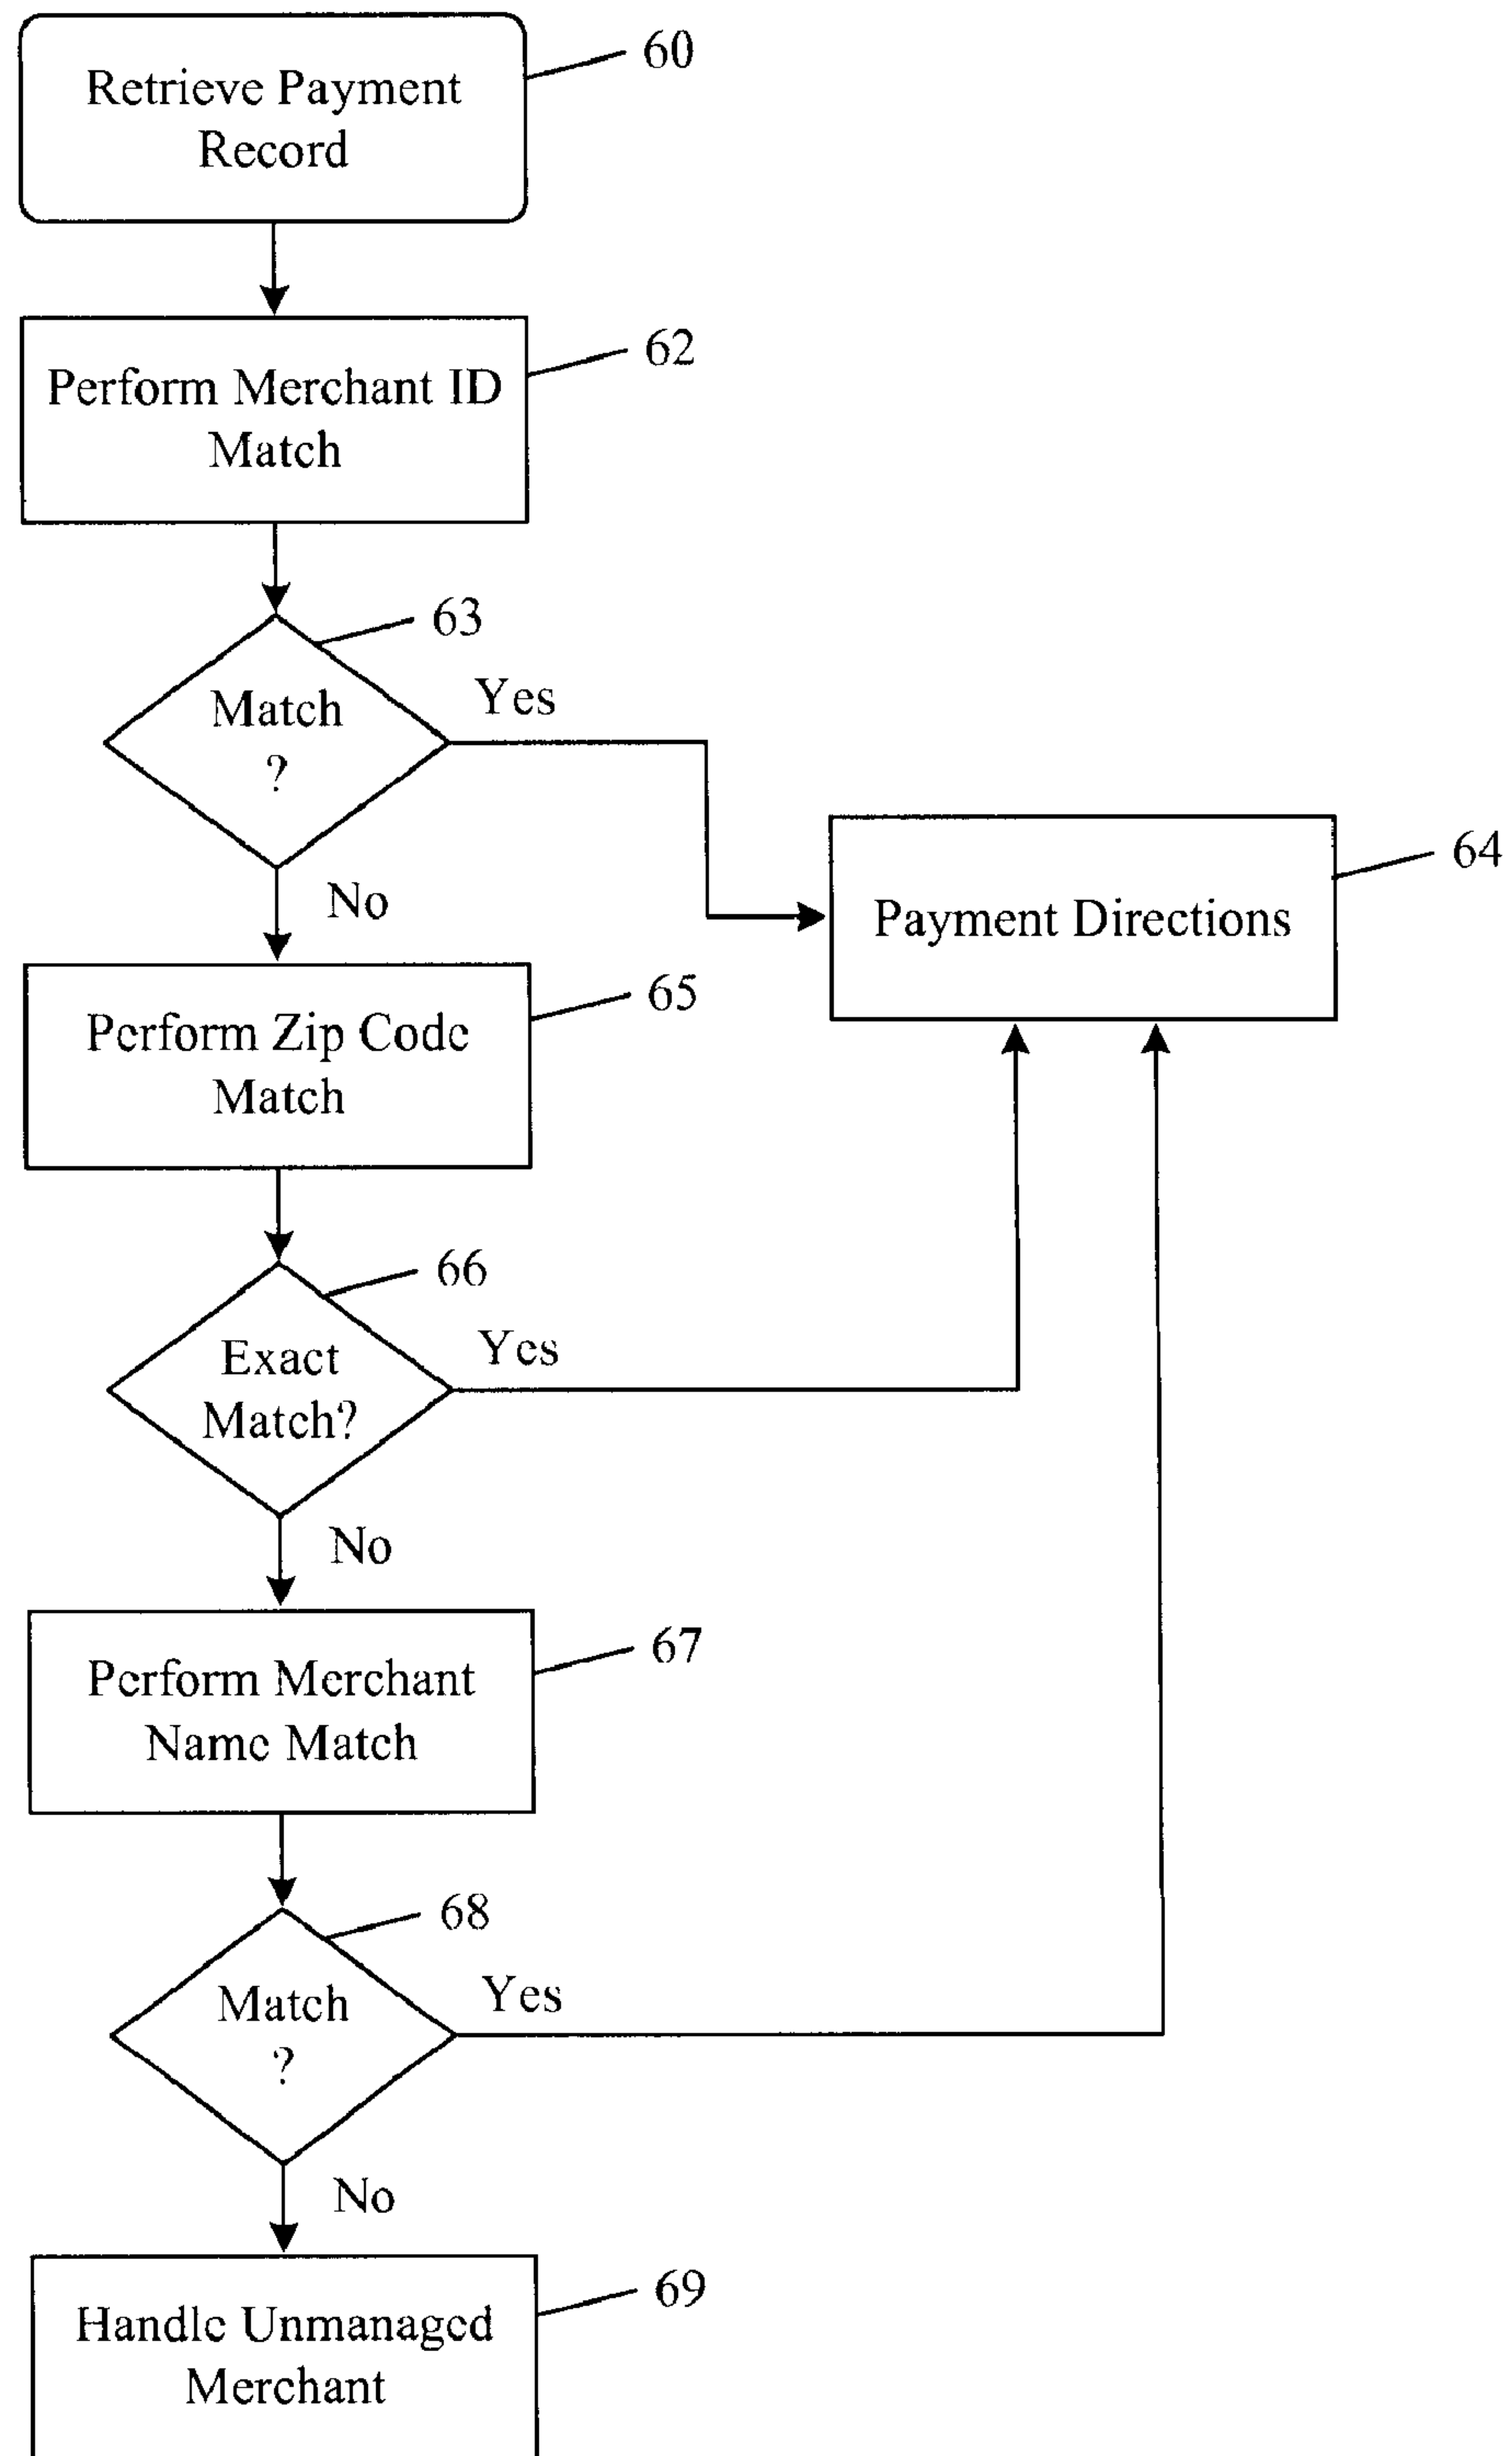 Retrieve Payment
Record
60
Perform Merchant ID
Match
62
63
Match
?
Yes
No
Payment Directions
64
Perform Zip Code
Match
65
66
Exact
Match?
Yes
No
Perform Merchant
Name Match
67
68
Match
?
Yes
No
Handle Unmanaged
Merchant
69